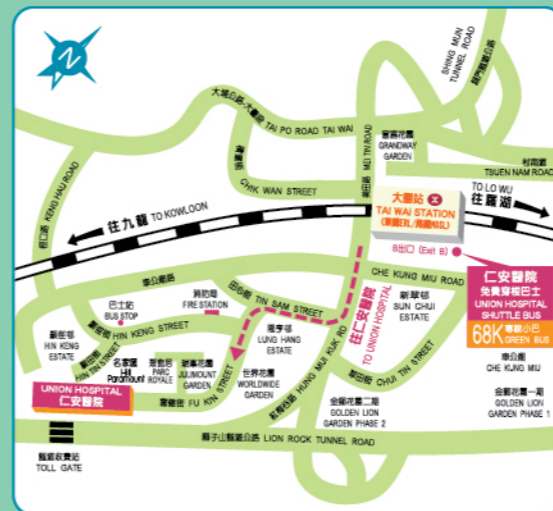 N
SHING MUN
TUNNEL ROAD
城門隧道公路
大埔公路-大圍段 TAI PO ROAD TAI WAI
積壽街
CHIK WAN STREET
美田路 MEI TIN ROAD
富嘉花園
GRANDWAY
GARDEN
村南道
TSUEN NAM ROAD
TO LO WU
往羅湖
大圍站
TAI WAI STATION
B出口 (Exit B)
往九龍 TO KOWLOON
KENG HAU ROAD
車公廟路
CHE KUNG MIU ROAD
仁安醫院
免費穿梭巴士
UNION HOSPITAL
SHUTTLE BUS
68K 專線小巴
GREEN BUS
車公廟
CHE KUNG MIU
金獅花園一期
GOLDEN LION
GARDEN PHASE 1
巴士站
BUS STOP
消防局
FIRE STATION
田心街 TIN SAM STREET
往仁安醫院
TO UNION HOSPITAL
新翠邨
SUN CHUI
ESTATE
顯徑邨
HIN KENG
ESTATE
顯徑街 HIN KENG STREET
顯田街
HIN TIN STREET
名家匯
Hill
Paramount
聚龍居
PARC
ROYALE
瑞峰花園
JULIMOUNT
GARDEN
隆亨邨
LUNG HANG
ESTATE
世界花園
WORLDWIDE
GARDEN
紅梅谷路 HUNG MUI KUK RD
翠田街 CHUI TIN ST
UNION HOSPITAL
仁安醫院
富健街 FU KIN STREET
金獅花園二期
GOLDEN LION
GARDEN PHASE 2
獅子山隧道公路 LION ROCK TUNNEL ROAD
隧道收費站
TOLL GATE